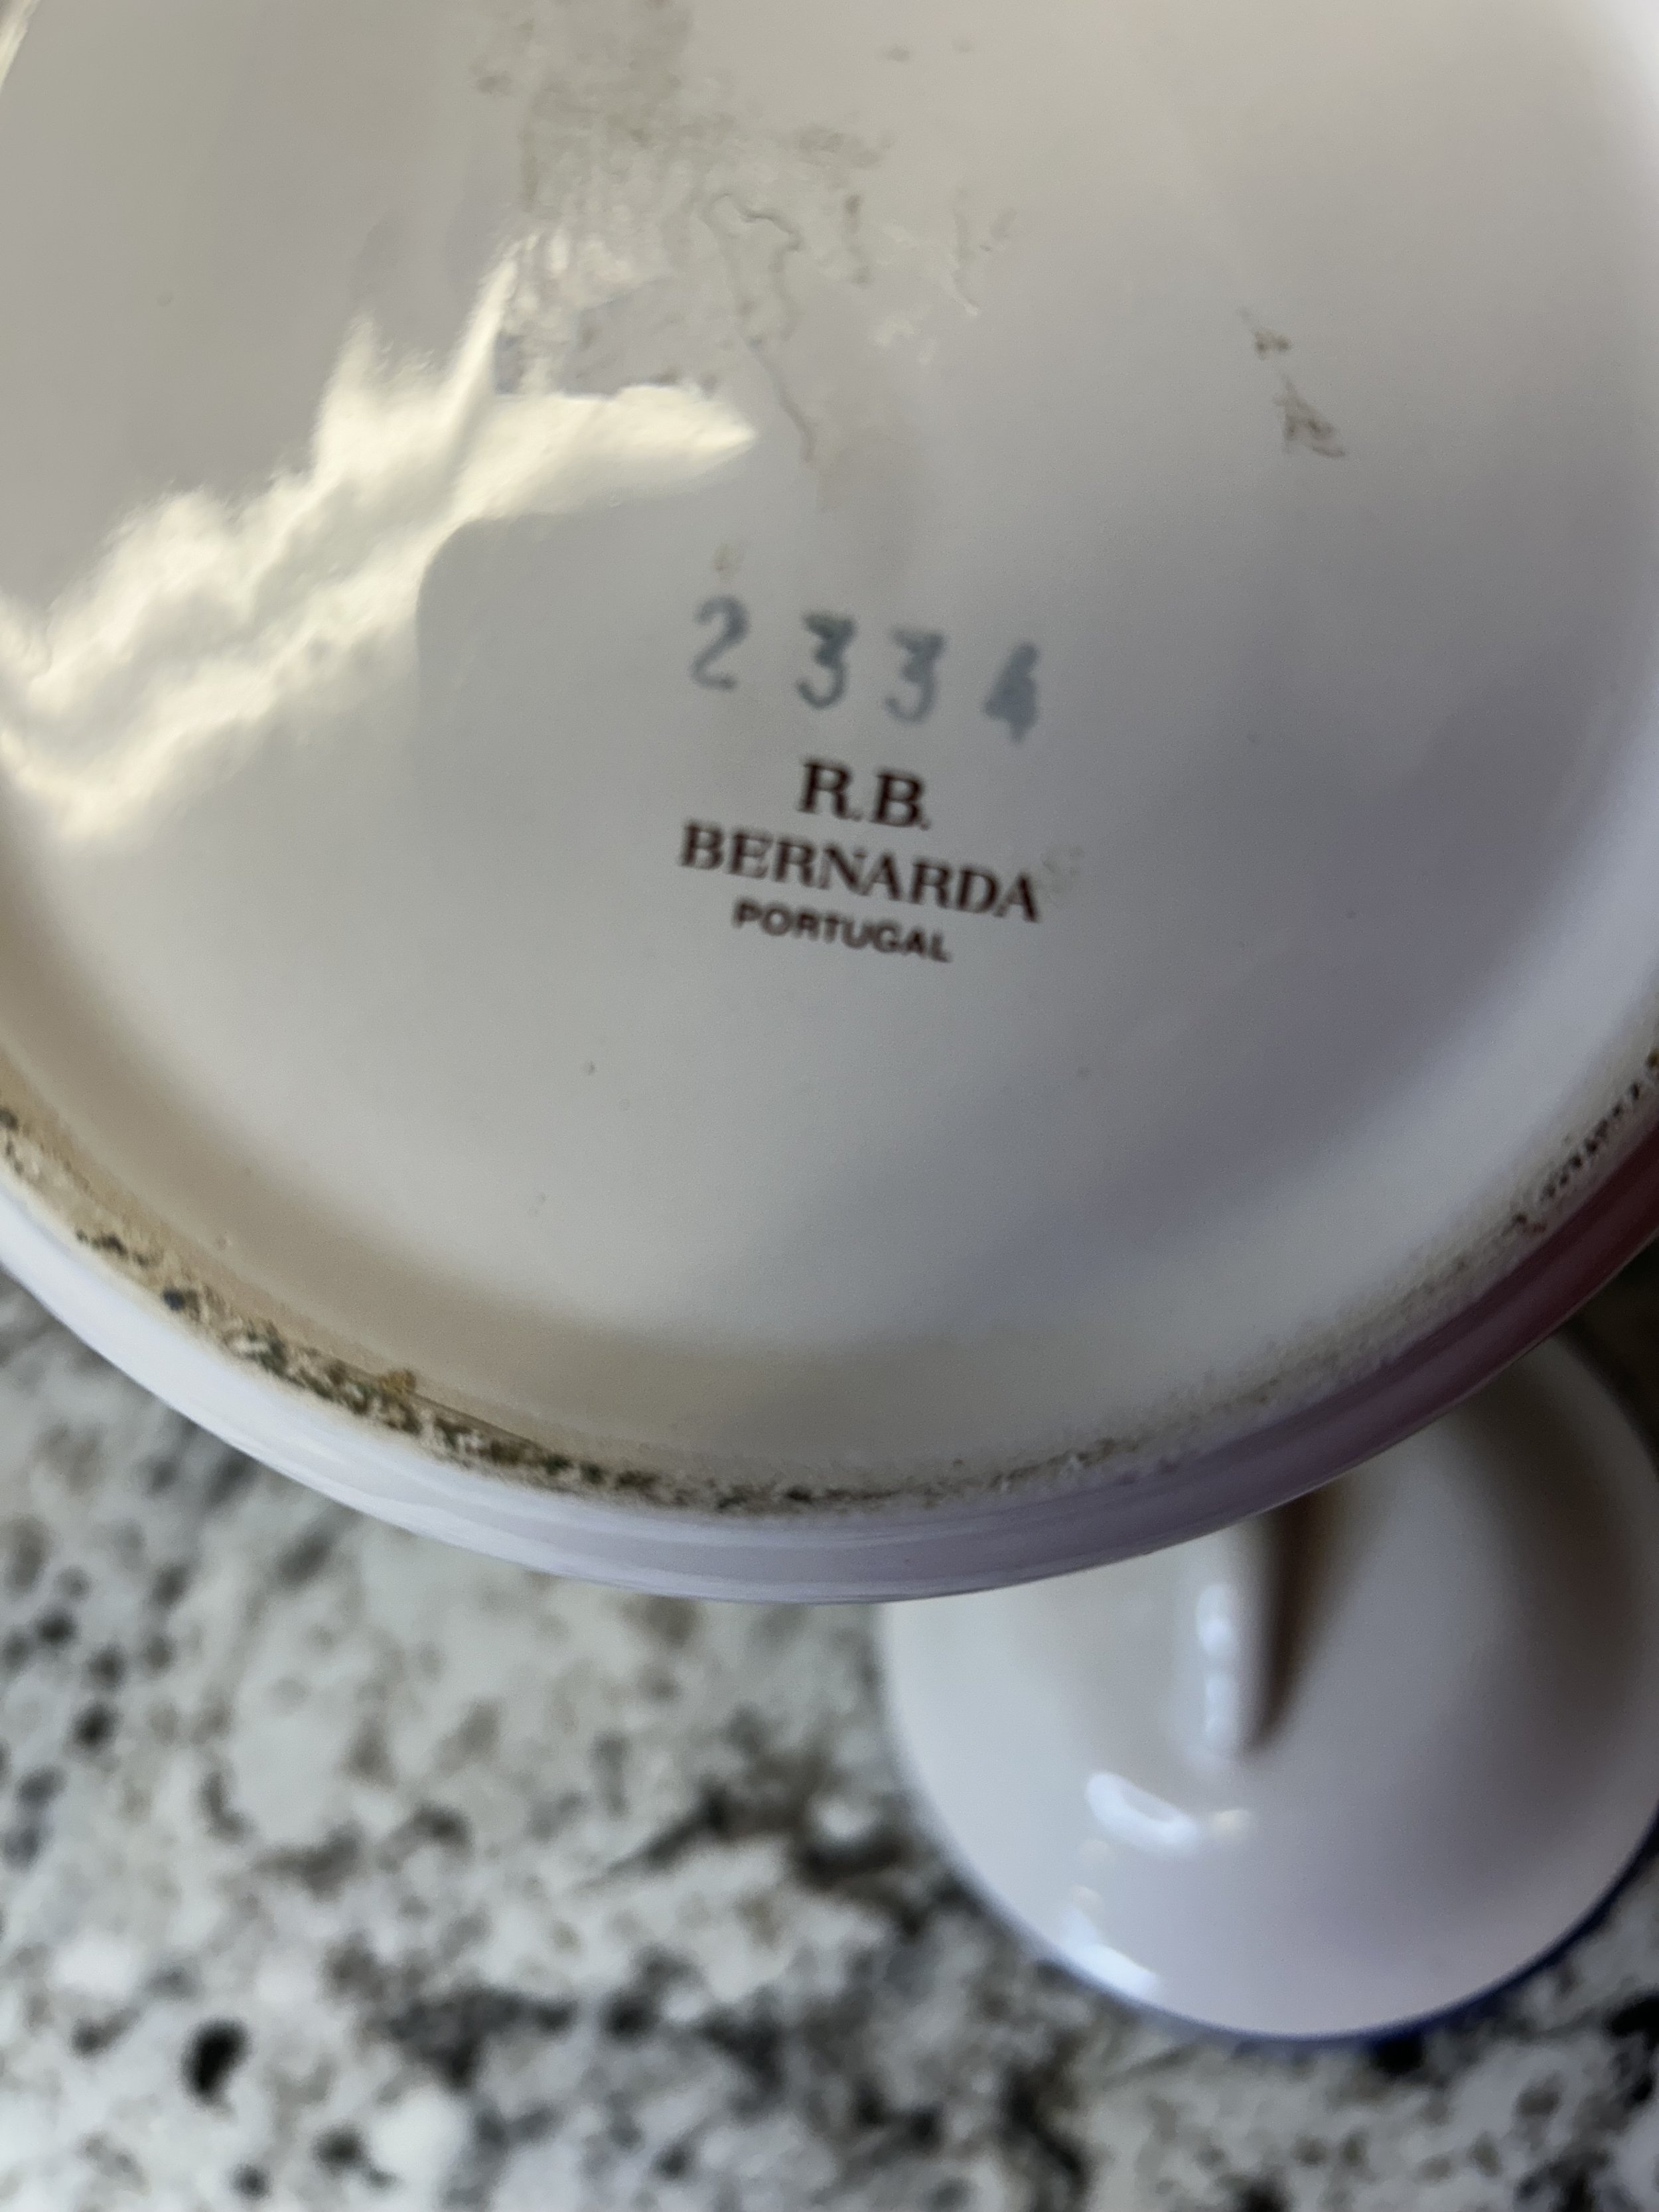 2334
R.B.
BERNARDA
PORTUGAL